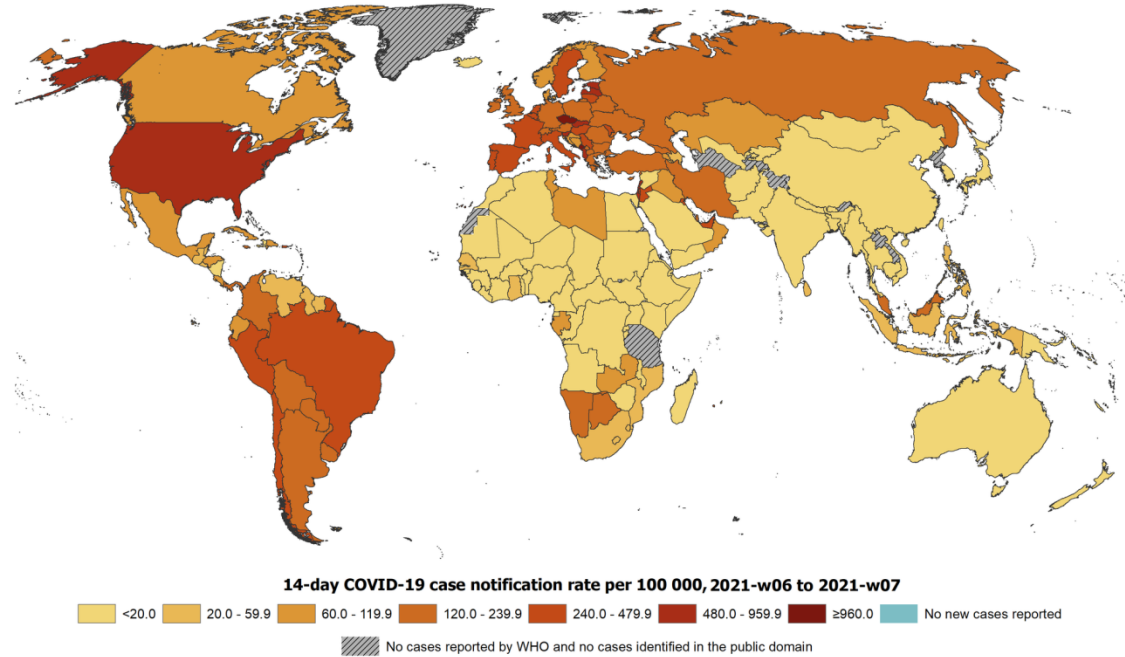 14-day COVID-19 case notification rate per 100 000, 2021-w06 to 2021-w07
<20.0 20.0 - 59.9 60.0 - 119.9 120.0 - 239.9 240.0 - 479.9 480.0 - 959.9 ≥960.0 No new cases reported
No cases reported by WHO and no cases identified in the public domain